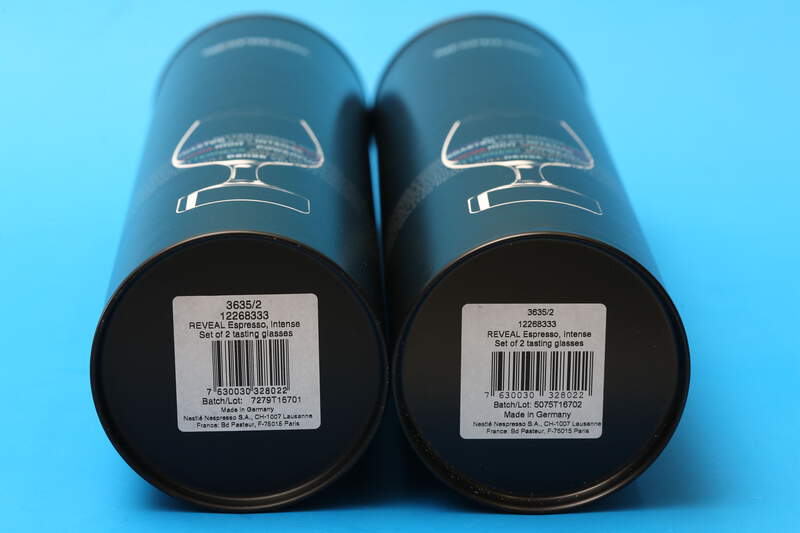 3635/2
12268333
REVEAL Espresso, Intense
Set of 2 tasting glasses
7 630030 328022
Batch/Lot: 7279T16701
Made in Germany
Nestlé Nespresso S.A., CH-1007 Lausanne
France: Bd Pasteur, F-75015 Paris
3635/2
12268333
REVEAL Espresso, Intense
Set of 2 tasting glasses
7 630030 328022
Batch/Lot: 5075T16702
Made in Germany
Nestlé Nespresso S.A., CH-1007 Lausanne
France: Bd Pasteur, F-75015 Paris